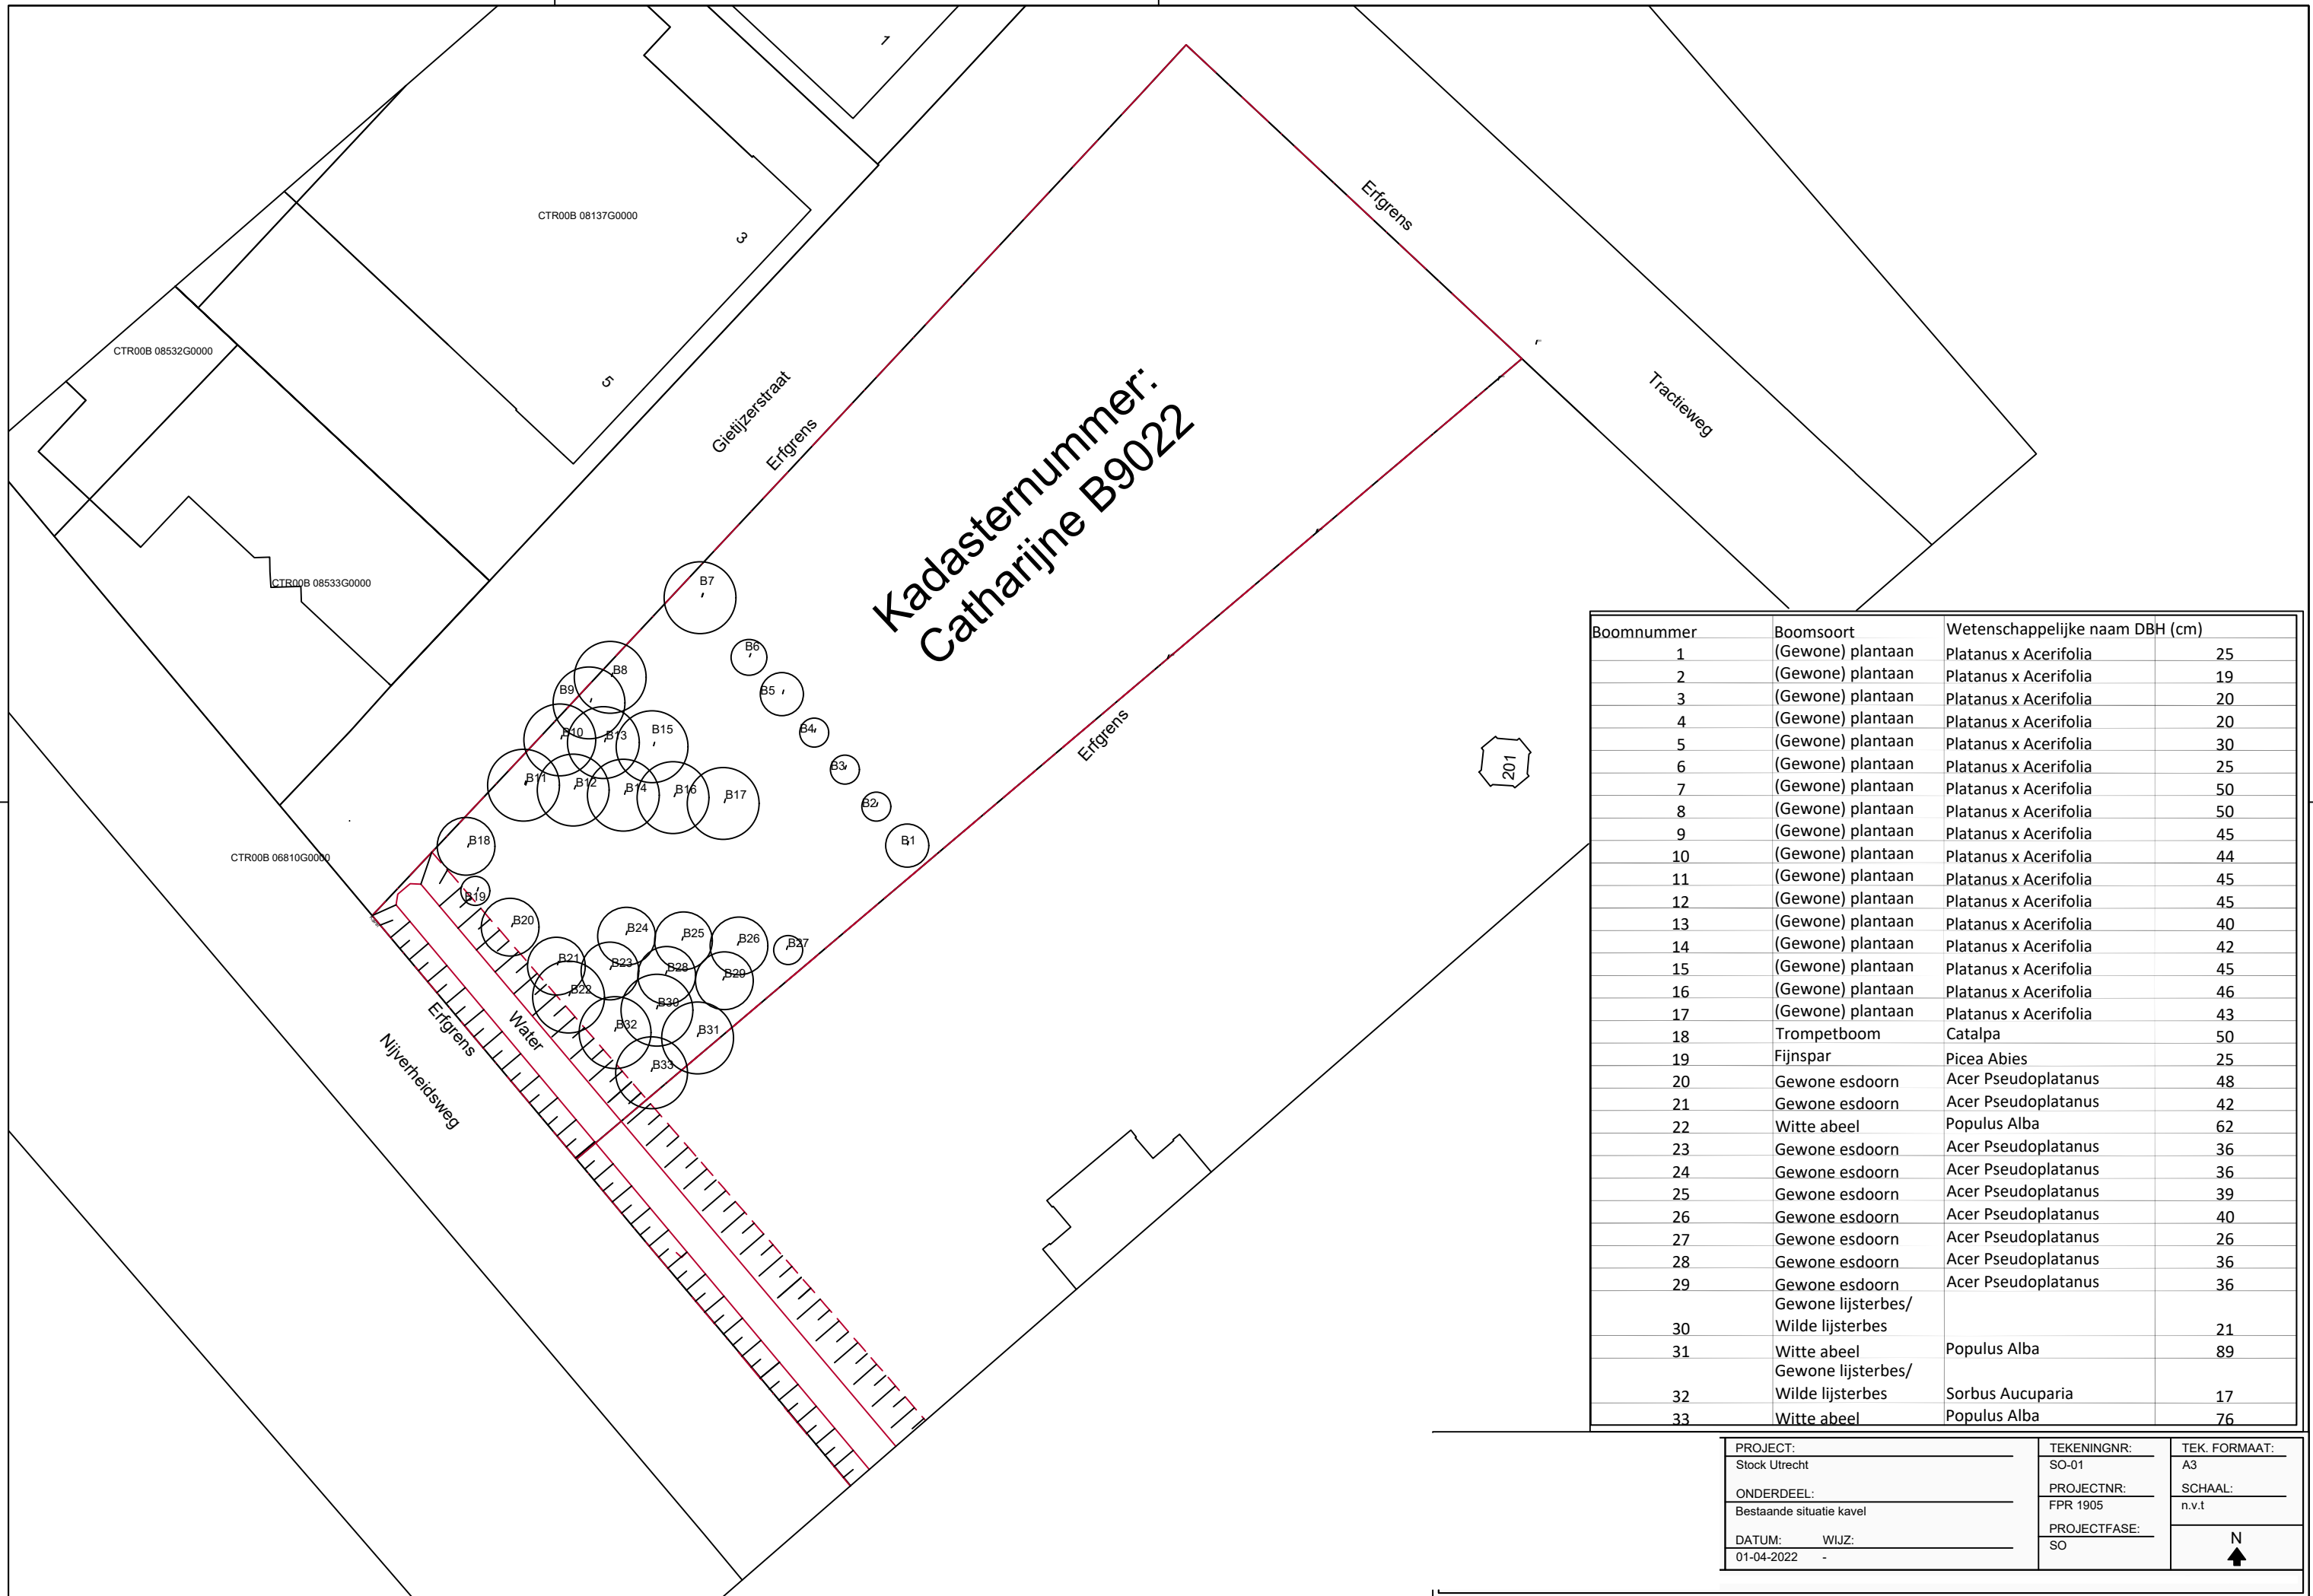 1
CTR00B 08137G0000
3
Erfgrens
CTR00B 08532G0000
5
Gietijzerstraat
Erfgrens
Kadasternummer:
Catharijne B9022
Tractieweg
CTR00B 08533G0000
B7
B6
B8
B9
B5
B10
B13
B15
B4
B3
B11
B12
B14
B16
B17
B2
B18
B1
Erfgrens
201
CTR00B 06810G0000
B19
B20
B24
B25
B26
B27
B21
B23
B28
B29
B22
B30
B32
B31
B33
Erfgrens
Water
Nijverheidsweg
Boomnummer Boomsoort Wetenschappelijke naam DBH (cm)
1 (Gewone) plantaan Platanus x Acerifolia 25
2 (Gewone) plantaan Platanus x Acerifolia 19
3 (Gewone) plantaan Platanus x Acerifolia 20
4 (Gewone) plantaan Platanus x Acerifolia 20
5 (Gewone) plantaan Platanus x Acerifolia 30
6 (Gewone) plantaan Platanus x Acerifolia 25
7 (Gewone) plantaan Platanus x Acerifolia 50
8 (Gewone) plantaan Platanus x Acerifolia 50
9 (Gewone) plantaan Platanus x Acerifolia 45
10 (Gewone) plantaan Platanus x Acerifolia 44
11 (Gewone) plantaan Platanus x Acerifolia 45
12 (Gewone) plantaan Platanus x Acerifolia 45
13 (Gewone) plantaan Platanus x Acerifolia 40
14 (Gewone) plantaan Platanus x Acerifolia 42
15 (Gewone) plantaan Platanus x Acerifolia 45
16 (Gewone) plantaan Platanus x Acerifolia 46
17 (Gewone) plantaan Platanus x Acerifolia 43
18 Trompetboom Catalpa 50
19 Fijnspar Picea Abies 25
20 Gewone esdoorn Acer Pseudoplatanus 48
21 Gewone esdoorn Acer Pseudoplatanus 42
22 Witte abeel Populus Alba 62
23 Gewone esdoorn Acer Pseudoplatanus 36
24 Gewone esdoorn Acer Pseudoplatanus 36
25 Gewone esdoorn Acer Pseudoplatanus 39
26 Gewone esdoorn Acer Pseudoplatanus 40
27 Gewone esdoorn Acer Pseudoplatanus 26
28 Gewone esdoorn Acer Pseudoplatanus 36
29 Gewone esdoorn Acer Pseudoplatanus 36
Gewone lijsterbes/
30 Wilde lijsterbes 21
31 Witte abeel Populus Alba 89
Gewone lijsterbes/
32 Wilde lijsterbes Sorbus Aucuparia 17
33 Witte abeel Populus Alba 76
PROJECT:
Stock Utrecht
ONDERDEEL:
Bestaande situatie kavel
DATUM: WIJZ:
01-04-2022 -
TEKENINGNR:
SO-01
PROJECTNR:
FPR 1905
PROJECTFASE:
SO
TEK. FORMAAT:
A3
SCHAAL:
n.v.t
N